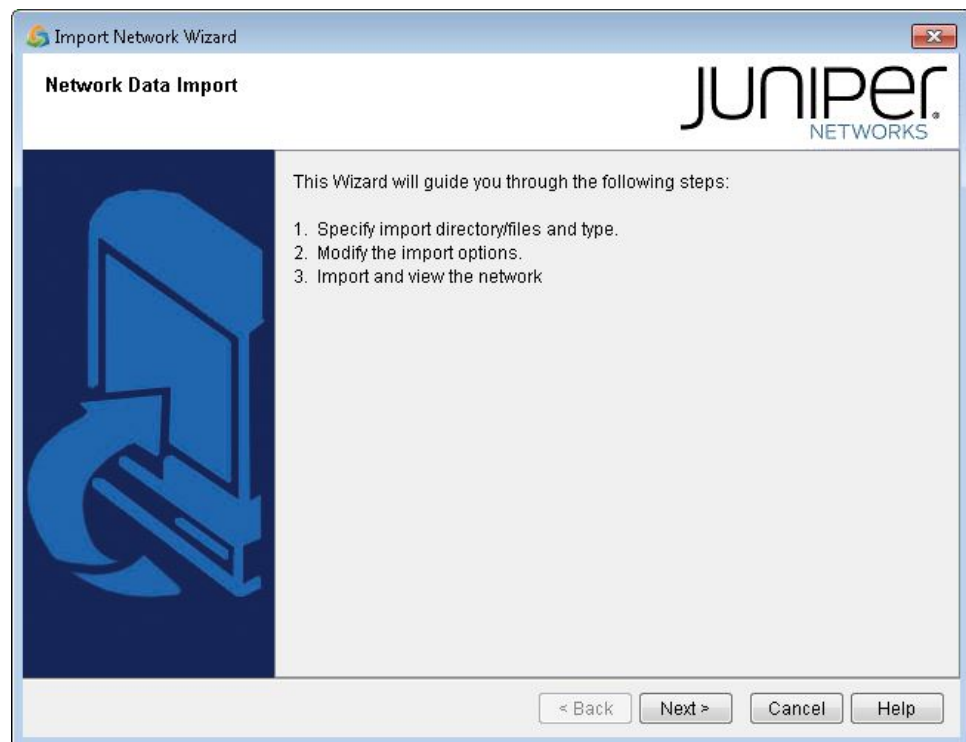 Import Network Wizard
Network Data Import
JUNIPER
NETWORKS
This Wizard will guide you through the following steps:
1. Specify import directory/files and type.
2. Modify the import options.
3. Import and view the network
< Back
Next >
Cancel
Help